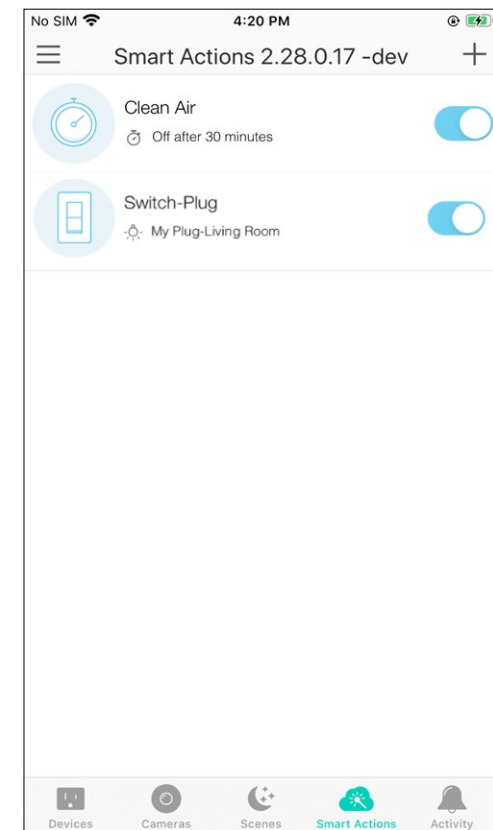 No SIM 4:20 PM
Smart Actions 2.28.0.17 -dev
Clean Air
Off after 30 minutes
Switch-Plug
My Plug-Living Room
Devices Cameras Scenes Smart Actions Activity